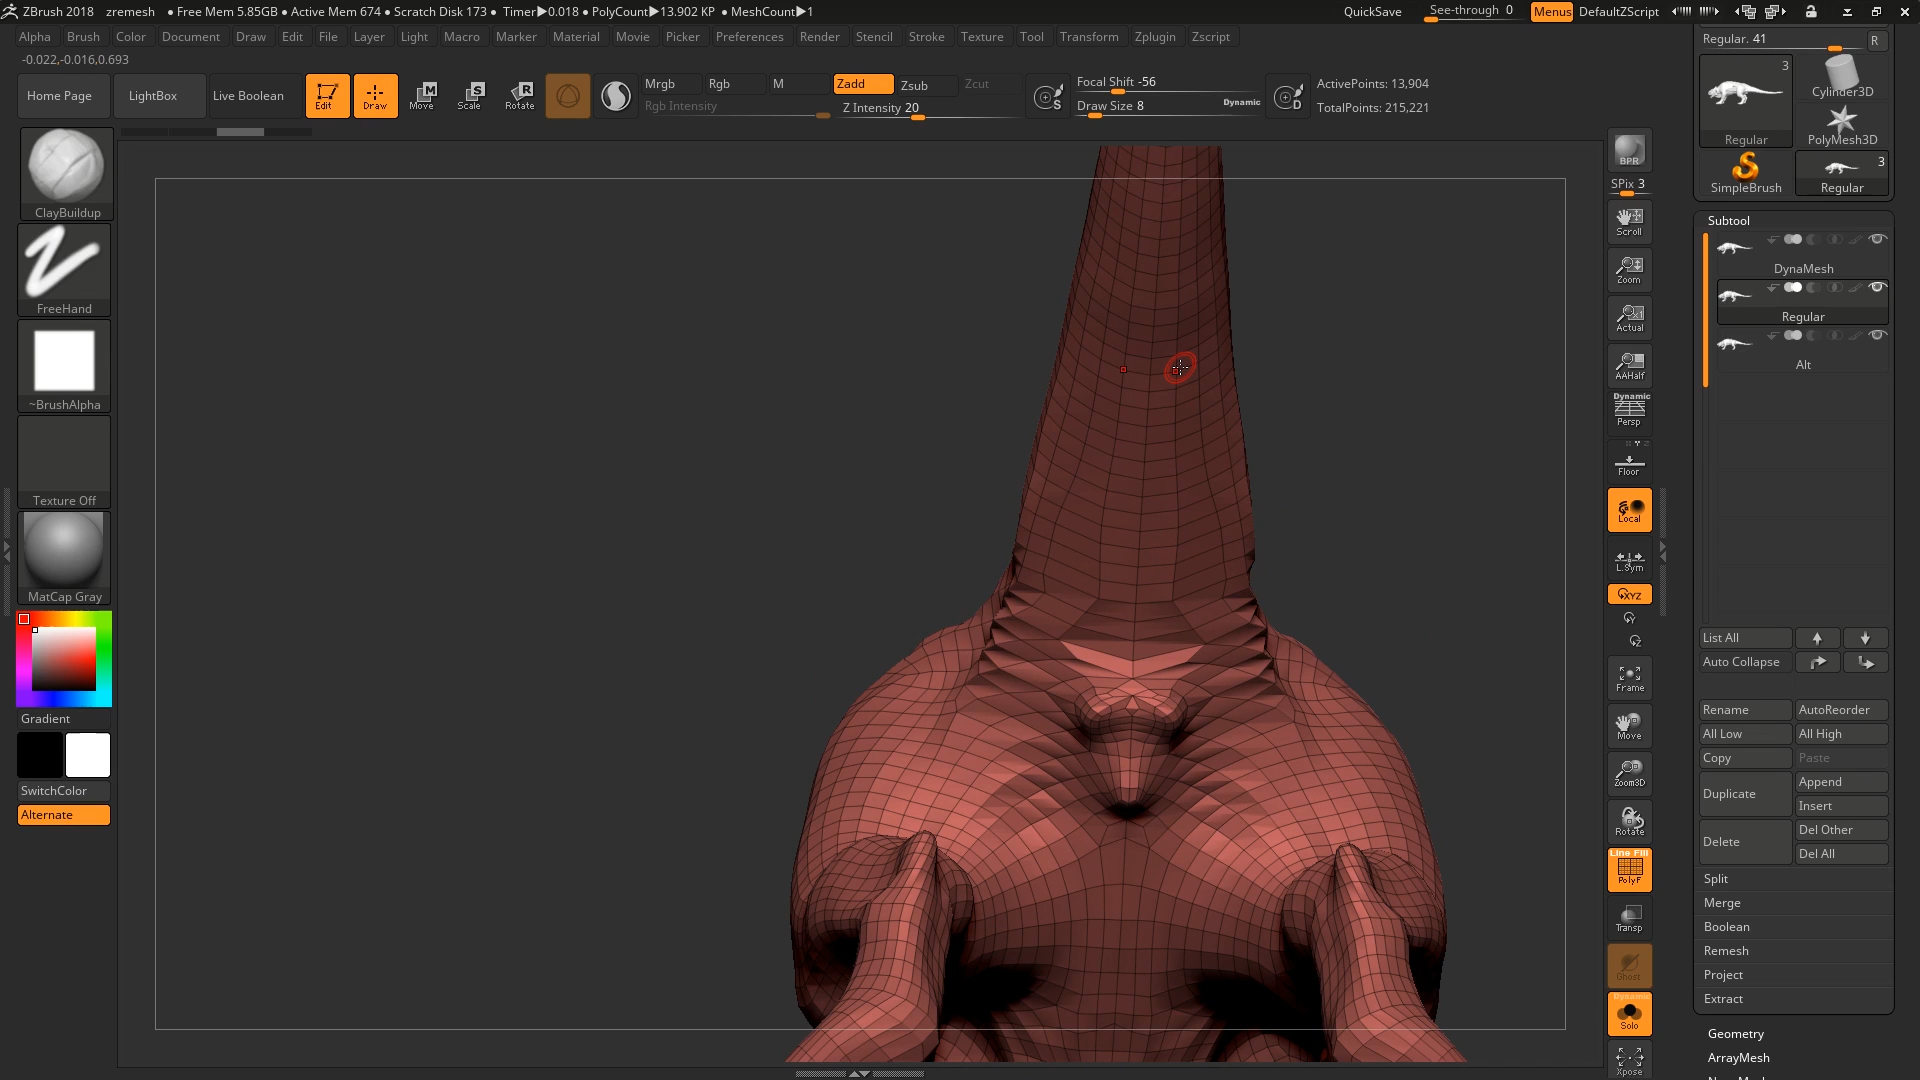 ZBrush 2018 zremesh • Free Mem 5.85GB • Active Mem 674 • Scratch Disk 173 • Timer▶0.018 • PolyCount▶13.902 KP • MeshCount▶1 QuickSave See-through 0 Menus DefaultZScript
Alpha Brush Color Document Draw Edit File Layer Light Macro Marker Material Movie Picker Preferences Render Stencil Stroke Texture Tool Transform Zplugin Zscript
-0.022,-0.016,0.693
Home Page LightBox Live Boolean Edit Draw Move Scale Rotate
Mrgb Rgb M Zadd Zsub Zcut
Rgb Intensity Z Intensity 20
Focal Shift -56
Draw Size 8 Dynamic
ActivePoints: 13,904
TotalPoints: 215,221
ClayBuildup
FreeHand
~BrushAlpha
Texture Off
MatCap Gray
Gradient
SwitchColor
Alternate
BPR
SPix 3
Scroll
Zoom
Actual
AAHalf
Dynamic
Persp
Floor
Local
L.Sym
XYZ
Frame
Move
Zoom3D
Rotate
Line Fill
PolyF
Transp
Ghost
Dynamic
Solo
Xpose
Regular. 41 R
3
Cylinder3D
Regular PolyMesh3D
3
SimpleBrush Regular
Subtool
DynaMesh
Regular
Alt
List All
Auto Collapse
Rename AutoReorder
All Low All High
Copy Paste
Duplicate Append
Insert
Delete Del Other
Del All
Split
Merge
Boolean
Remesh
Project
Extract
Geometry
ArrayMesh